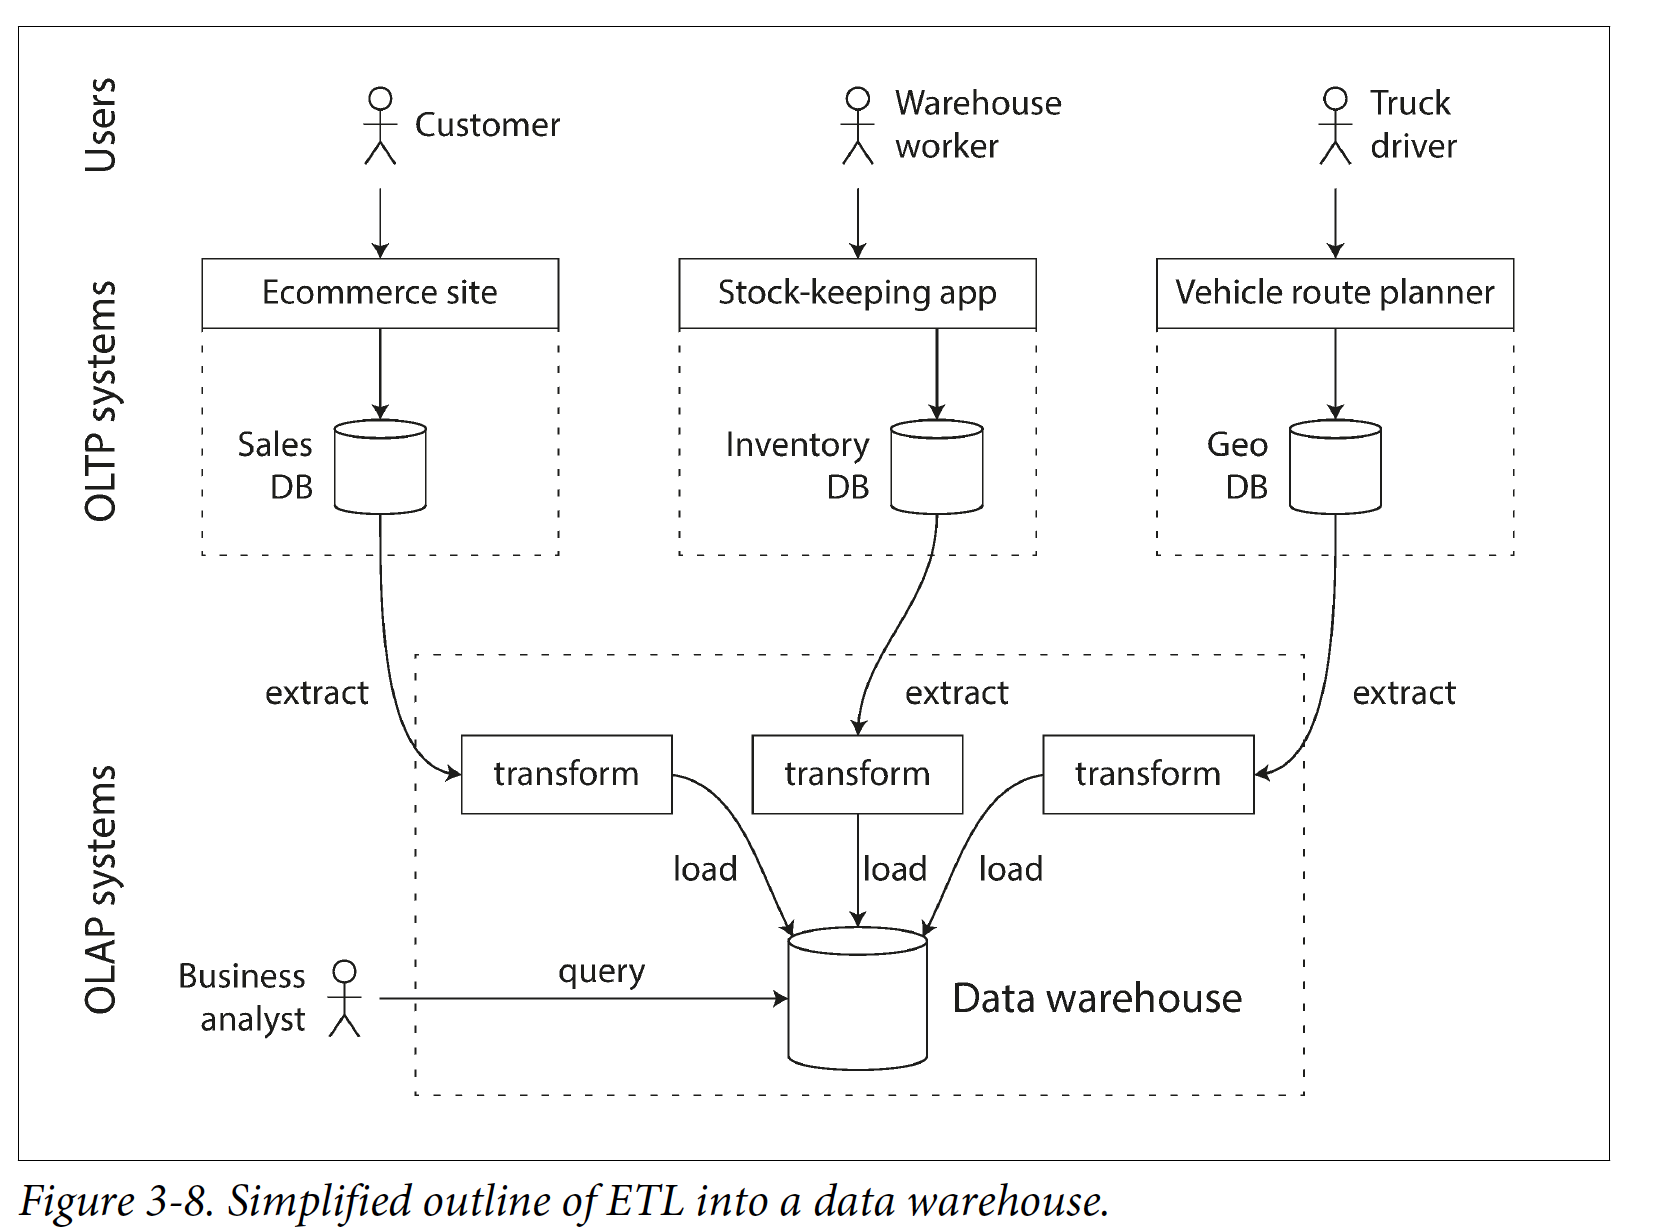 Users
Customer
Warehouse
worker
Truck
driver
OLTP systems
Ecommerce site
Stock-keeping app
Vehicle route planner
Sales
DB
Inventory
DB
Geo
DB
extract
extract
extract
OLAP systems
transform
transform
transform
load
load
load
Business
analyst
query
Data warehouse
Figure 3-8. Simplified outline of ETL into a data warehouse.